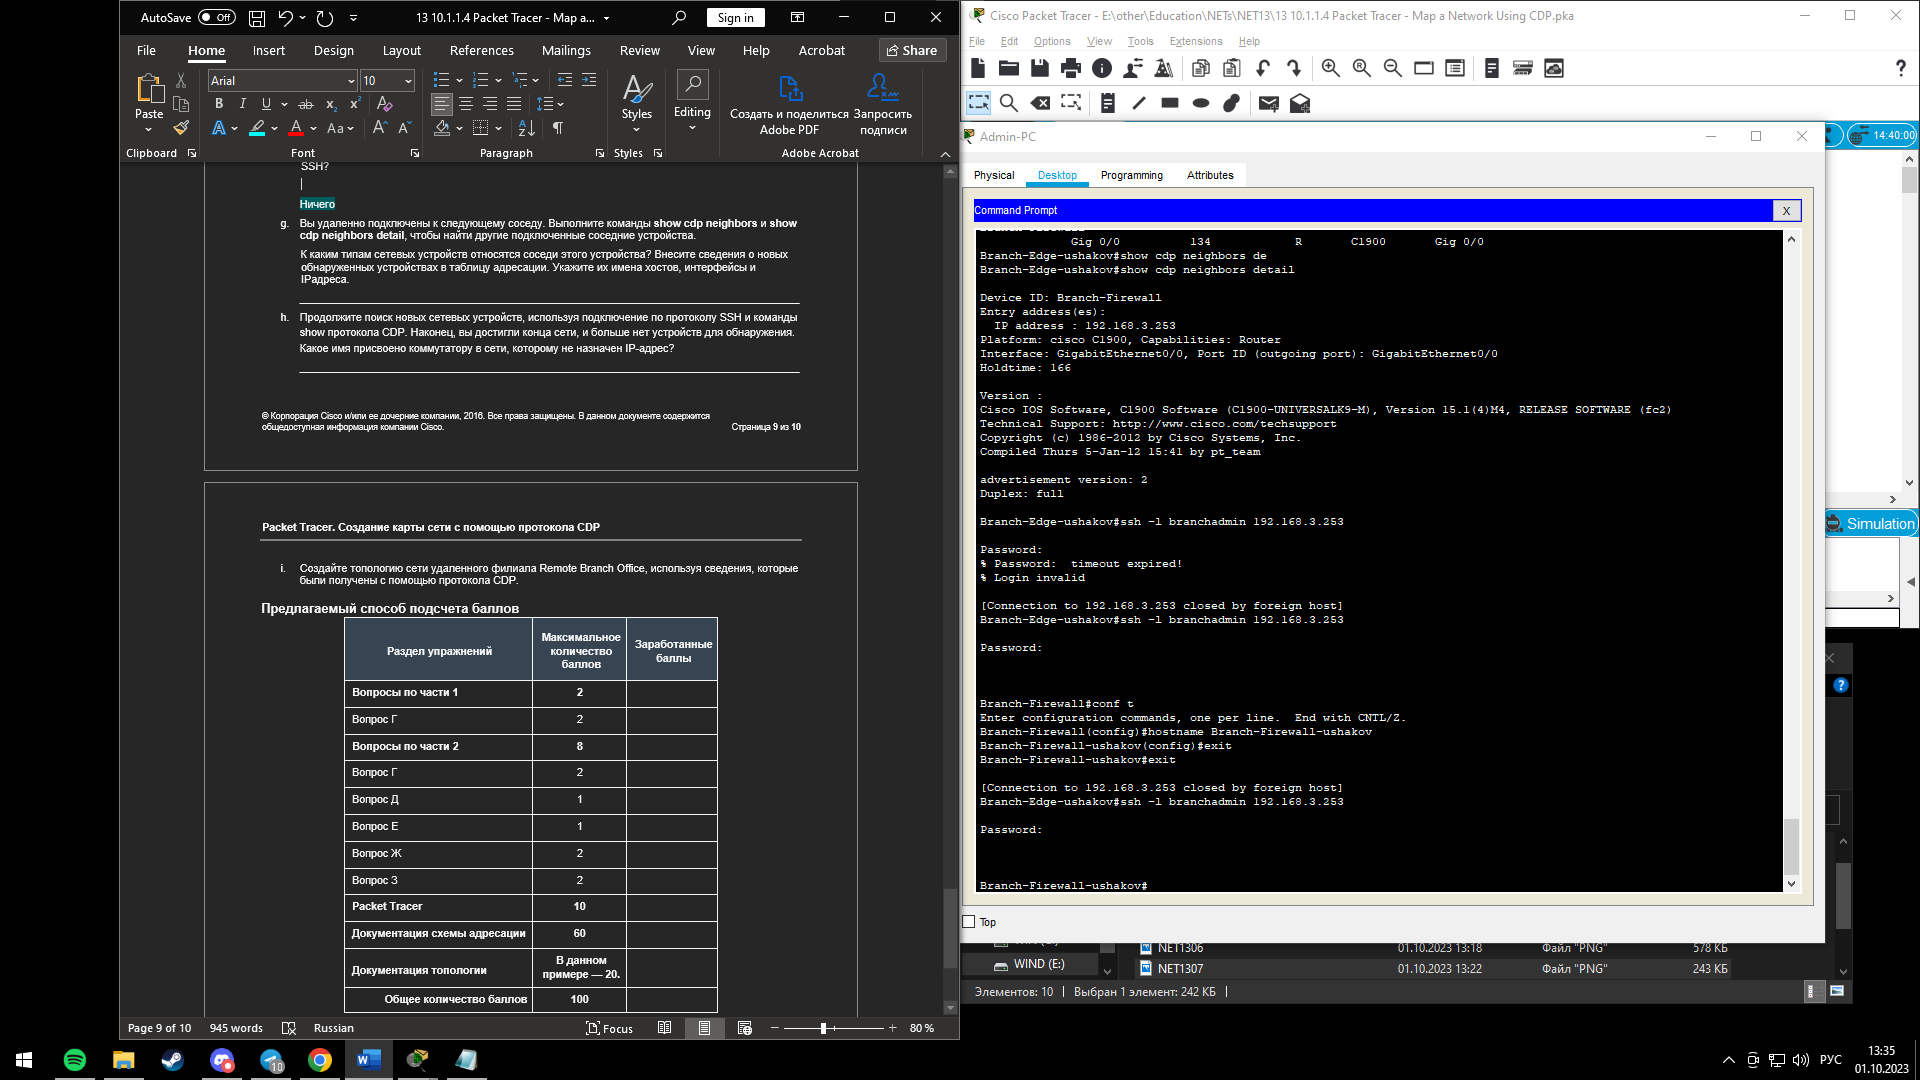 AutoSave
Off
13 10.1.1.4 Packet Tracer - Map a...
Sign in
File
Home
Insert
Design
Layout
References
Mailings
Review
View
Help
Acrobat
Share
Paste
Arial
10
Styles
Editing
Создать и поделиться
Adobe PDF
Запросить
подписи
Clipboard
Font
Paragraph
Styles
Adobe Acrobat
SSH?
Ничего
g. Вы удаленно подключены к следующему соседу. Выполните команды show cdp neighbors и show
cdp neighbors detail, чтобы найти другие подключенные соседние устройства.
К каким типам сетевых устройств относятся соседи этого устройства? Внесите сведения о новых
обнаруженных устройствах в таблицу адресации. Укажите их имена хостов, интерфейсы и
IPадреса.
h. Продолжите поиск новых сетевых устройств, используя подключение по протоколу SSH и команды
show протокола CDP. Наконец, вы достигли конца сети, и больше нет устройств для обнаружения.
Какое имя присвоено коммутатору в сети, которому не назначен IP-адрес?
© Корпорация Cisco и/или ее дочерние компании, 2016. Все права защищены. В данном документе содержится
общедоступная информация компании Cisco.
Страница 9 из 10
Packet Tracer. Создание карты сети с помощью протокола CDP
i. Создайте топологию сети удаленного филиала Remote Branch Office, используя сведения, которые
были получены с помощью протокола CDP.
Предлагаемый способ подсчета баллов
Раздел упражнений
Максимальное
количество
баллов
Заработанные
баллы
Вопросы по части 1 2
Вопрос Г 2
Вопросы по части 2 8
Вопрос Г 2
Вопрос Д 1
Вопрос Е 1
Вопрос Ж 2
Вопрос З 2
Packet Tracer 10
Документация схемы адресации 60
Документация топологии
В данном
примере — 20.
Общее количество баллов 100
Page 9 of 10
945 words
Russian
Focus
80 %
Cisco Packet Tracer - E:\other\Education\NETs\NET13\13 10.1.1.4 Packet Tracer - Map a Network Using CDP.pka
File
Edit
Options
View
Tools
Extensions
Help
14:40:00
Admin-PC
Physical
Desktop
Programming
Attributes
Command Prompt
X
Gig 0/0 134 R C1900 Gig 0/0
Branch-Edge-ushakov#show cdp neighbors de
Branch-Edge-ushakov#show cdp neighbors detail
Device ID: Branch-Firewall
Entry address(es):
IP address : 192.168.3.253
Platform: cisco C1900, Capabilities: Router
Interface: GigabitEthernet0/0, Port ID (outgoing port): GigabitEthernet0/0
Holdtime: 166
Version :
Cisco IOS Software, C1900 Software (C1900-UNIVERSALK9-M), Version 15.1(4)M4, RELEASE SOFTWARE (fc2)
Technical Support: http://www.cisco.com/techsupport
Copyright (c) 1986-2012 by Cisco Systems, Inc.
Compiled Thurs 5-Jan-12 15:41 by pt_team
advertisement version: 2
Duplex: full
Branch-Edge-ushakov#ssh -l branchadmin 192.168.3.253
Password:
% Password: timeout expired!
% Login invalid
[Connection to 192.168.3.253 closed by foreign host]
Branch-Edge-ushakov#ssh -l branchadmin 192.168.3.253
Password:
Branch-Firewall#conf t
Enter configuration commands, one per line. End with CNTL/Z.
Branch-Firewall(config)#hostname Branch-Firewall-ushakov
Branch-Firewall-ushakov(config)#exit
Branch-Firewall-ushakov#exit
[Connection to 192.168.3.253 closed by foreign host]
Branch-Edge-ushakov#ssh -l branchadmin 192.168.3.253
Password:
Branch-Firewall-ushakov#
Top
Simulation
NET1306 01.10.2023 13:18 Файл "PNG" 578 КБ
WIND (E:)
NET1307 01.10.2023 13:22 Файл "PNG" 243 КБ
Элементов: 10
Выбран 1 элемент: 242 КБ
10
РУС
13:35
01.10.2023